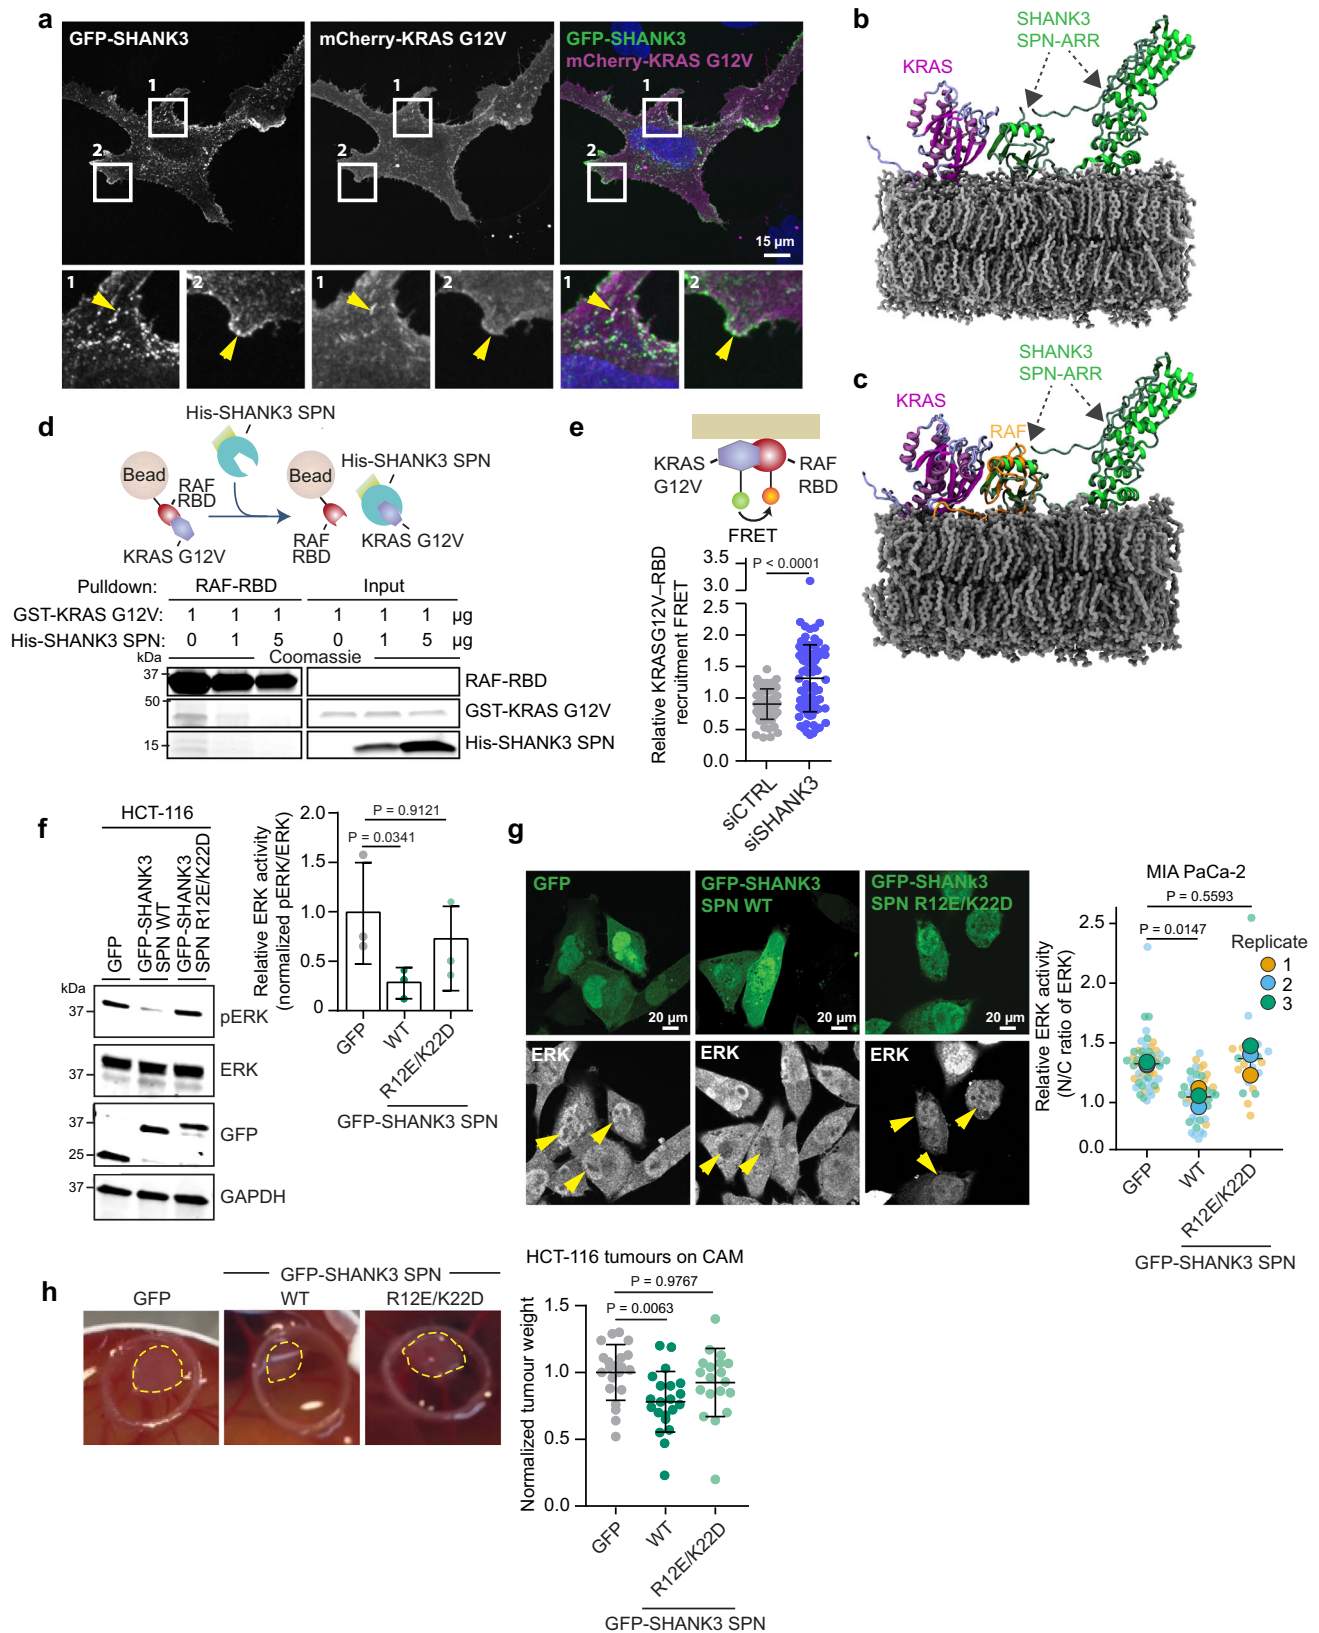 a
GFP-SHANK3
mCherry-KRAS G12V
GFP-SHANK3
mCherry-KRAS G12V
1
2
1
2
1
2
15 µm
1
2
1
2
1
2
b
SHANK3
SPN-ARR
KRAS
c
SHANK3
SPN-ARR
KRAS
RAF
d
His-SHANK3 SPN
Bead
RAF
RBD
KRAS G12V
Bead
His-SHANK3 SPN
RAF
RBD
KRAS G12V
Pulldown: RAF-RBD Input
GST-KRAS G12V: 1 1 1 1 1 1 µg
His-SHANK3 SPN: 0 1 5 0 1 5 µg
kDa Coomassie
37 RAF-RBD
50 GST-KRAS G12V
15 His-SHANK3 SPN
e
KRAS
G12V
RAF
RBD
FRET
Relative KRASG12V–RBD
recruitment FRET
3.5
3.0
2.5
2.0
1.5
1.0
0.5
0.0
P < 0.0001
siCTRL
siSHANK3
f
HCT-116
GFP
GFP-SHANK3
SPN WT
GFP-SHANK3
SPN R12E/K22D
kDa
37 pERK
37 ERK
37 GFP
25
37 GAPDH
Relative ERK activity
(normalized pERK/ERK)
2.0
1.5
1.0
0.5
0
P = 0.9121
P = 0.0341
GFP
WT
R12E/K22D
GFP-SHANK3 SPN
g
GFP
GFP-SHANK3
SPN WT
GFP-SHANk3
SPN R12E/K22D
20 µm
20 µm
20 µm
ERK
ERK
ERK
MIA PaCa-2
Relative ERK activity
(N/C ratio of ERK)
2.5
2.0
1.5
1.0
0.0
P = 0.5593
P = 0.0147
Replicate
1
2
3
GFP
WT
R12E/K22D
GFP-SHANK3 SPN
h
GFP-SHANK3 SPN
GFP WT R12E/K22D
HCT-116 tumours on CAM
Normalized tumour weight
1.5
1.0
0.5
0.0
P = 0.9767
P = 0.0063
GFP
WT
R12E/K22D
GFP-SHANK3 SPN